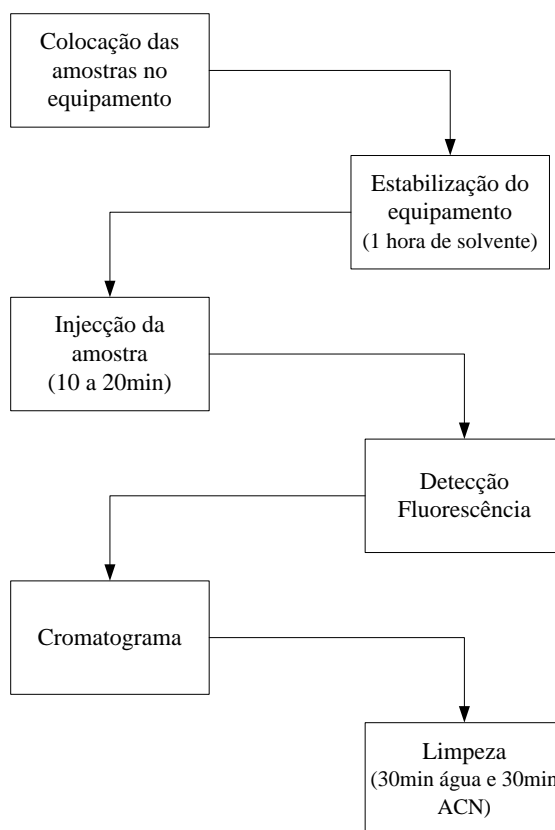 Colocação das
amostras no
equipamento
Estabilização do
equipamento
(1 hora de solvente)
Injecção da
amostra
(10 a 20min)
Detecção
Fluorescência
Cromatograma
Limpeza
(30min água e 30min
ACN)